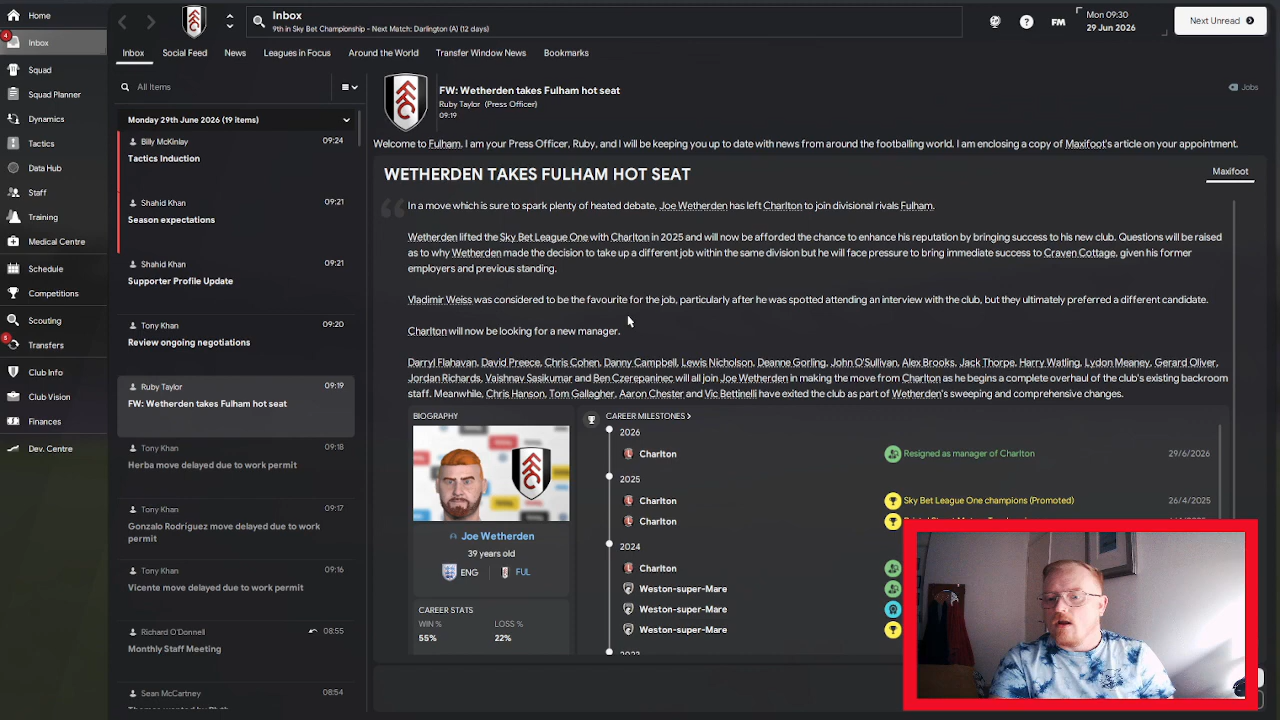 Home
4
Inbox
Squad
Squad Planner
Dynamics
Tactics
Data Hub
Staff
Training
Medical Centre
Schedule
Competitions
Scouting
5
Transfers
Club Info
Club Vision
Finances
Dev. Centre
Inbox
9th in Sky Bet Championship - Next Match: Darlington (A) (12 days)
FM
Mon 09:30
29 Jun 2026
Next Unread
Inbox Social Feed News Leagues in Focus Around the World Transfer Window News Bookmarks
All Items
Monday 29th June 2026 (19 items)
Billy McKinlay 09:24
Tactics Induction
Shahid Khan 09:21
Season expectations
Shahid Khan 09:21
Supporter Profile Update
Tony Khan 09:20
Review ongoing negotiations
Ruby Taylor 09:19
FW: Wetherden takes Fulham hot seat
Tony Khan 09:18
Herba move delayed due to work permit
Tony Khan 09:17
Gonzalo Rodríguez move delayed due to work
permit
Tony Khan 09:16
Vicente move delayed due to work permit
Richard O'Donnell 08:55
Monthly Staff Meeting
Sean McCartney 08:54
FW: Wetherden takes Fulham hot seat
Ruby Taylor (Press Officer)
09:19
Jobs
Welcome to Fulham. I am your Press Officer, Ruby, and I will be keeping you up to date with news from around the footballing world. I am enclosing a copy of Maxifoot's article on your appointment.
WETHERDEN TAKES FULHAM HOT SEAT
Maxifoot
In a move which is sure to spark plenty of heated debate, Joe Wetherden has left Charlton to join divisional rivals Fulham.
Wetherden lifted the Sky Bet League One with Charlton in 2025 and will now be afforded the chance to enhance his reputation by bringing success to his new club. Questions will be raised
as to why Wetherden made the decision to take up a different job within the same division but he will face pressure to bring immediate success to Craven Cottage, given his former
employers and previous standing.
Vladimir Weiss was considered to be the favourite for the job, particularly after he was spotted attending an interview with the club, but they ultimately preferred a different candidate.
Charlton will now be looking for a new manager.
Darryl Flahavan, David Preece, Chris Cohen, Danny Campbell, Lewis Nicholson, Deanne Gorling, John O'Sullivan, Alex Brooks, Jack Thorpe, Harry Watling, Lydon Meaney, Gerard Oliver,
Jordan Richards, Vaishnav Sasikumar and Ben Czerepaninec will all join Joe Wetherden in making the move from Charlton as he begins a complete overhaul of the club's existing backroom
staff. Meanwhile, Chris Hanson, Tom Gallagher, Aaron Chester and Vic Bettinelli have exited the club as part of Wetherden's sweeping and comprehensive changes.
BIOGRAPHY
Joe Wetherden
39 years old
ENG FUL
CAREER STATS
WIN % LOSS %
55% 22%
CAREER MILESTONES
2026
Charlton Resigned as manager of Charlton 29/6/2026
2025
Charlton Sky Bet League One champions (Promoted) 26/4/2025
Charlton
2024
Charlton
Weston-super-Mare
Weston-super-Mare
Weston-super-Mare